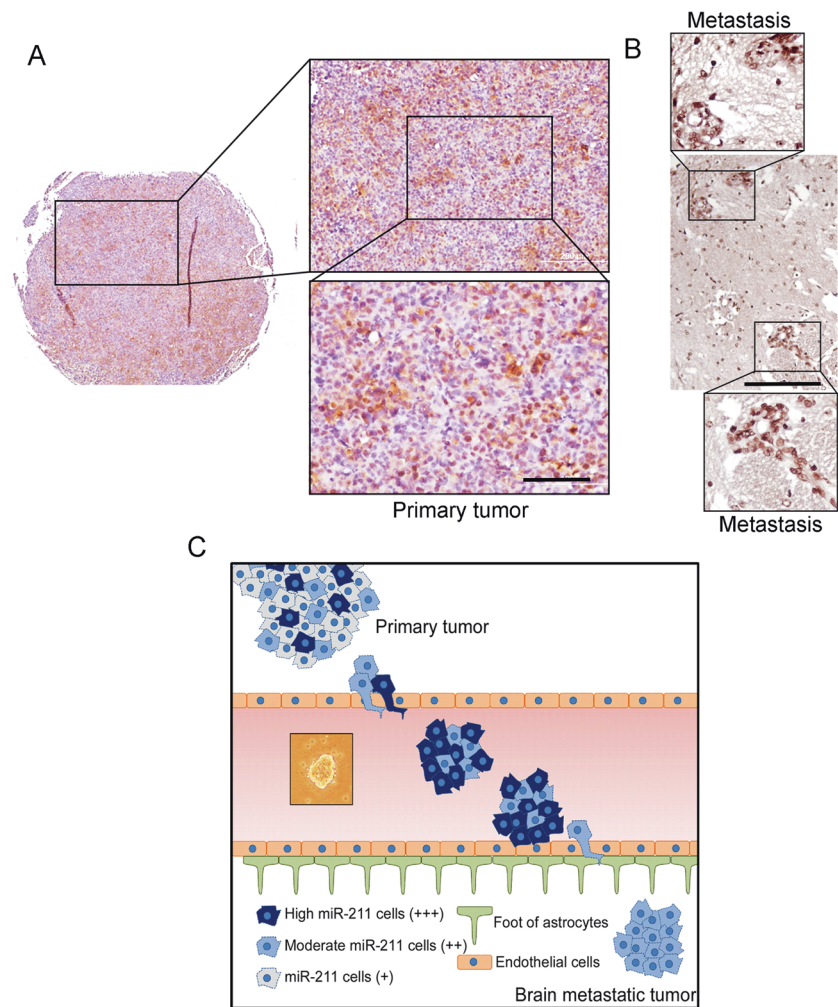 A
B
Metastasis
Primary tumor
Metastasis
C
Primary tumor
High miR-211 cells (+++)
Moderate miR-211 cells (++)
miR-211 cells (+)
Foot of astrocytes
Endothelial cells
Brain metastatic tumor